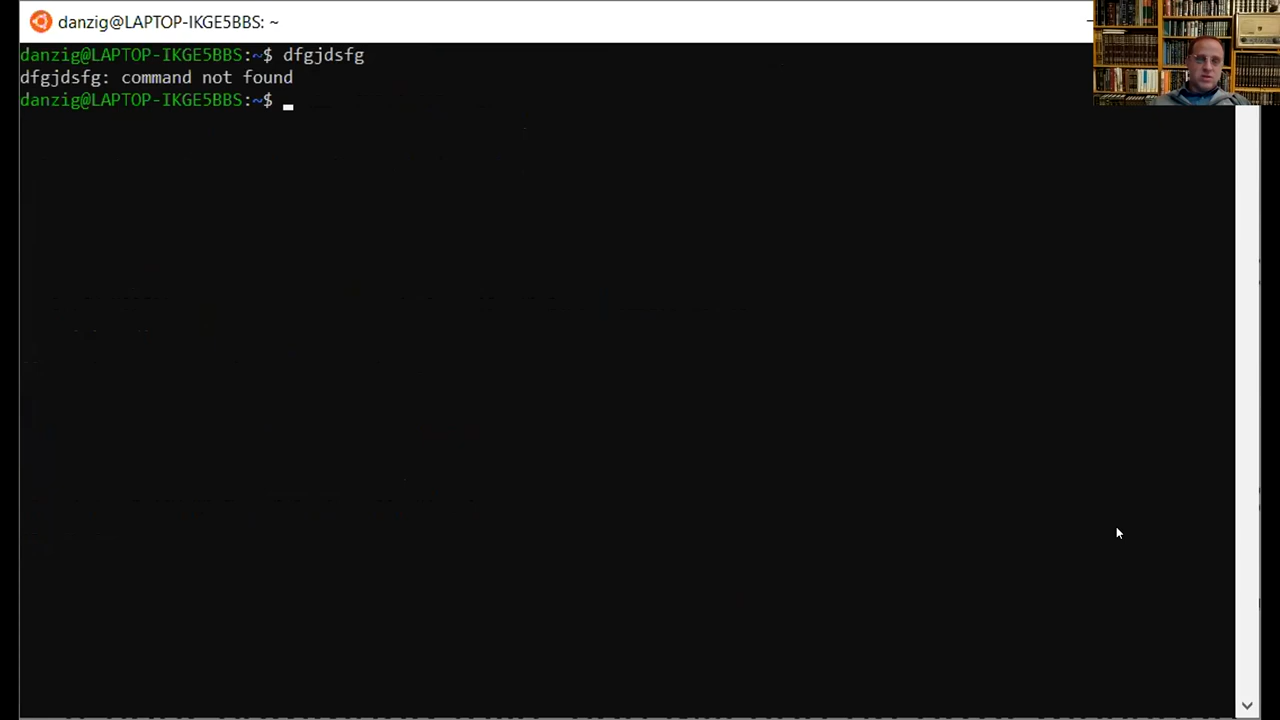 danzig@LAPTOP-IKGE5BBS: ~
danzig@LAPTOP-IKGE5BBS:~$ dfgjdsfg
dfgjdsfg: command not found
danzig@LAPTOP-IKGE5BBS:~$